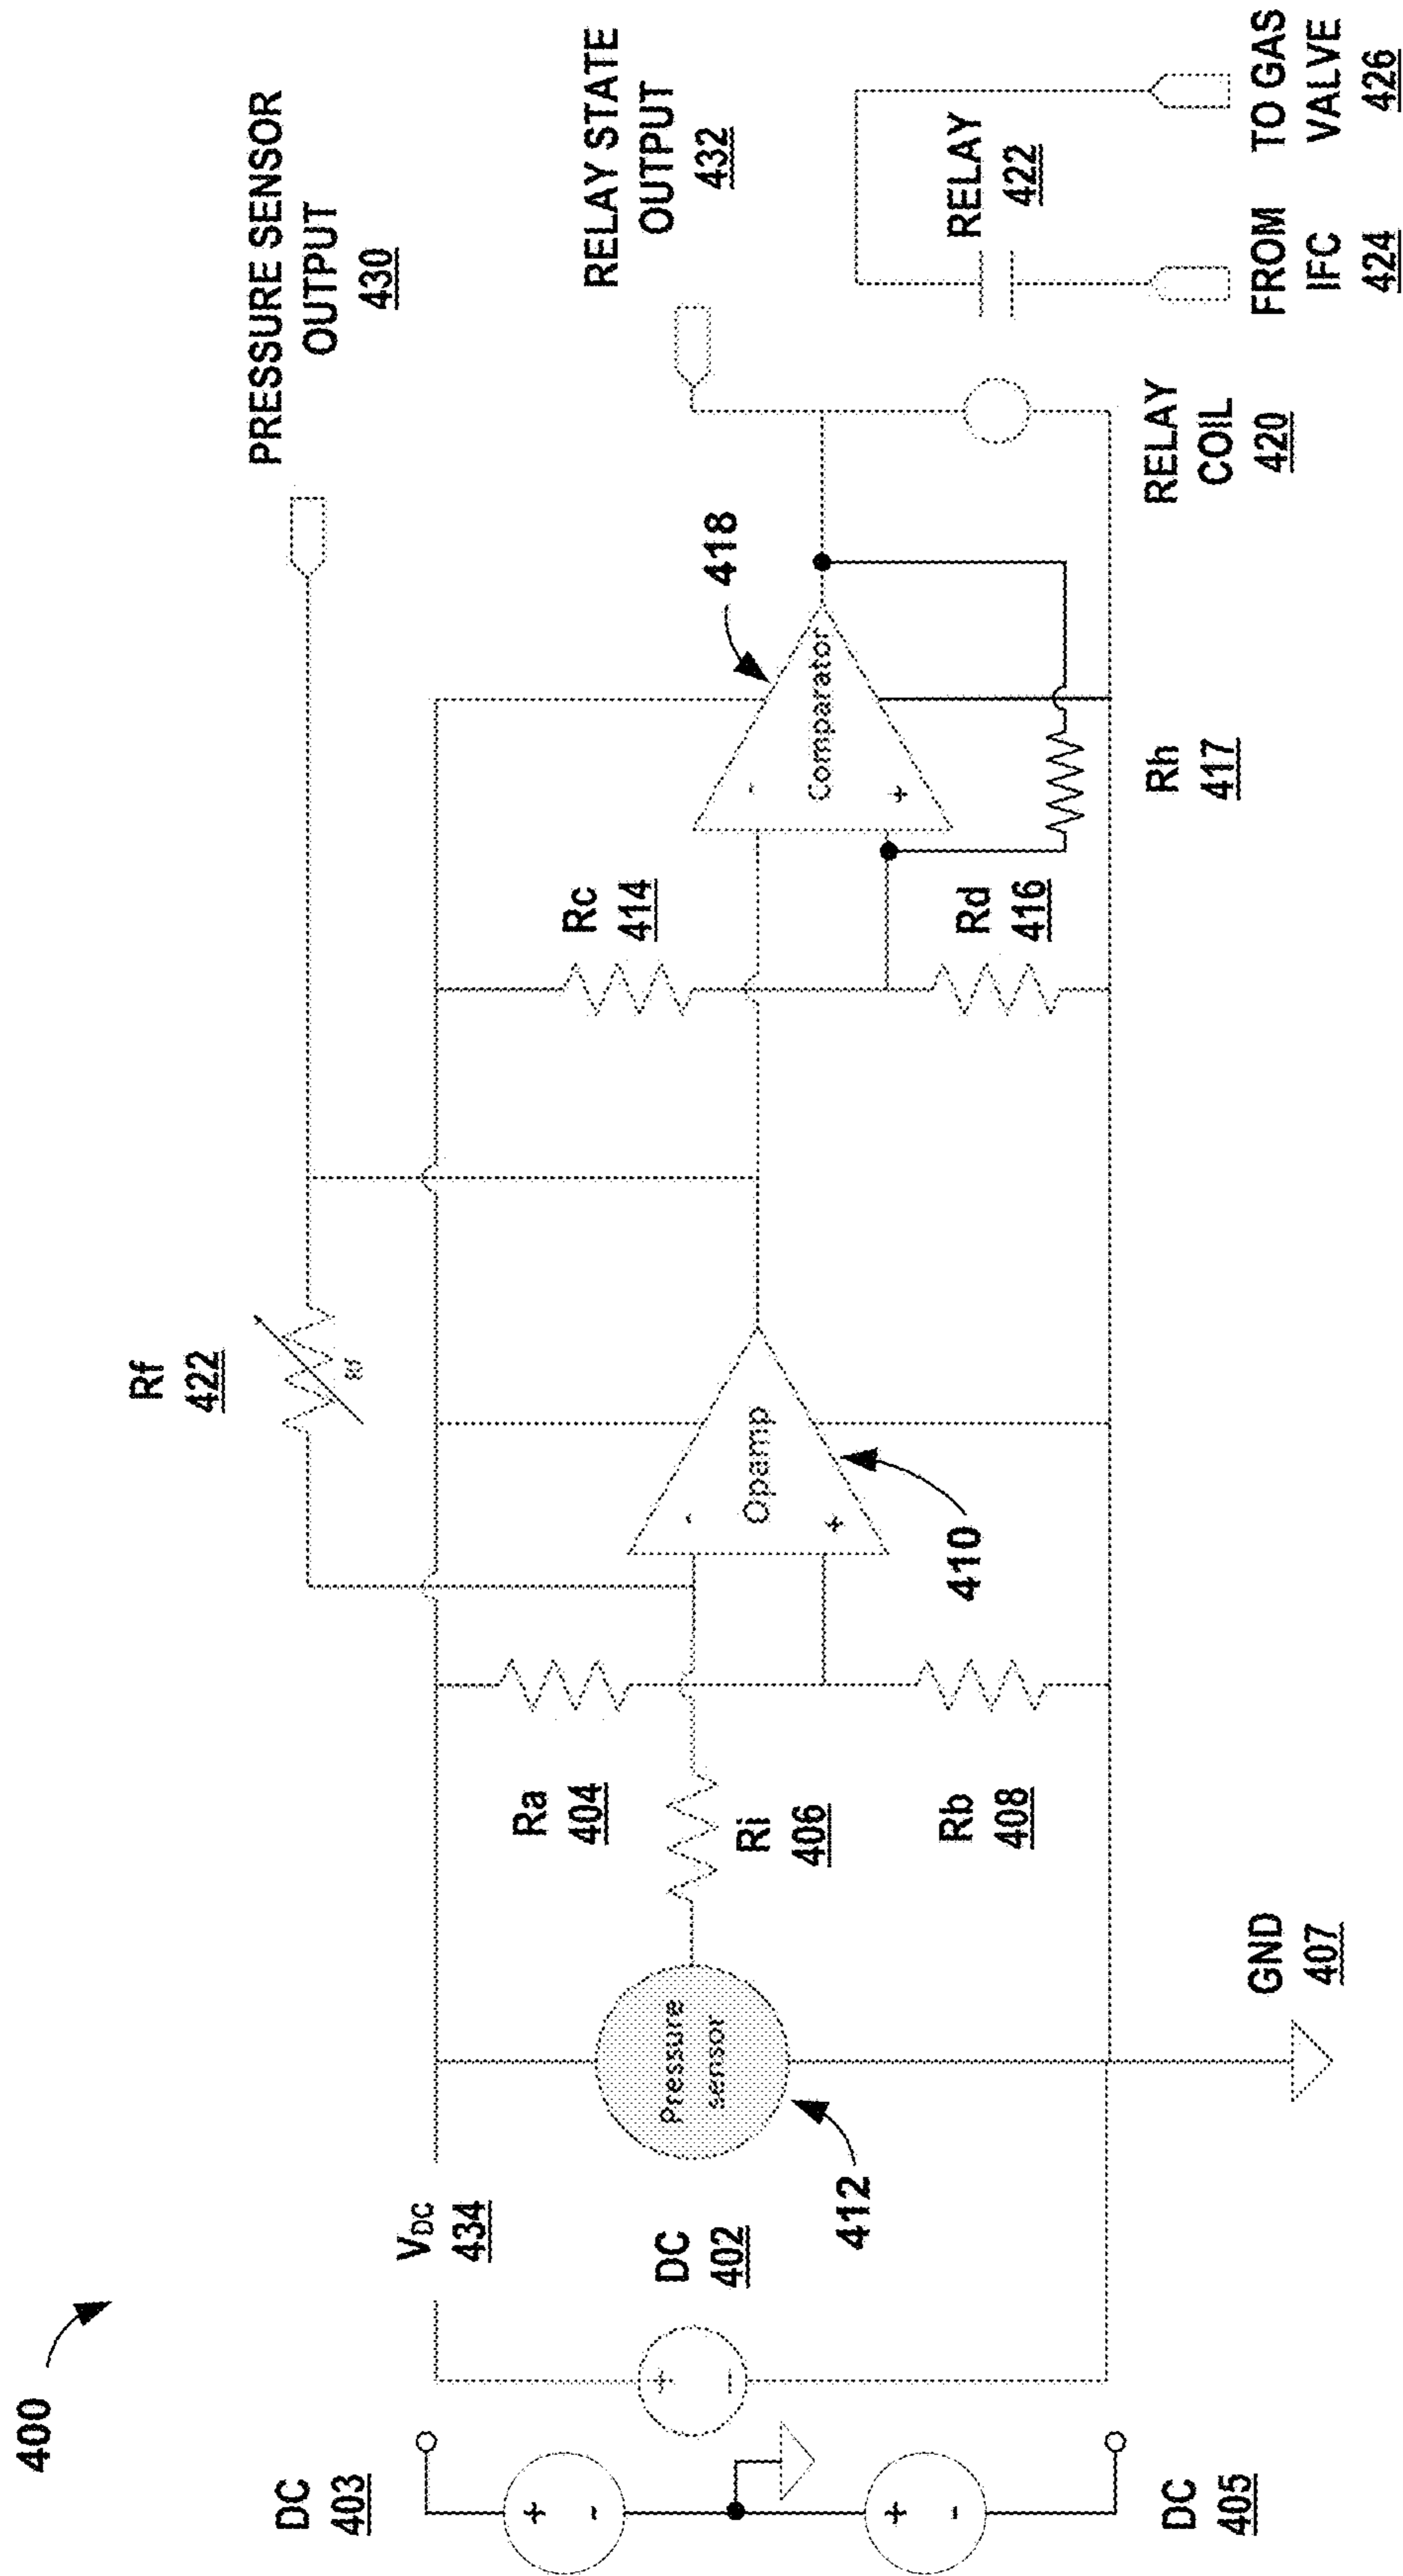 400
DC
403
DC
405
DC
402
VDC
434
Pressure
sensor
412
GND
407
Ra
404
Ri
406
Rb
408
Rf
422
Rf
-
Opamp
+
410
PRESSURE SENSOR
OUTPUT
430
Rc
414
Rd
416
-
Comparator
+
418
Rh
417
RELAY STATE
OUTPUT
432
RELAY
COIL
420
RELAY
422
FROM
IFC
424
TO GAS
VALVE
426
+
-
+
-
+
-